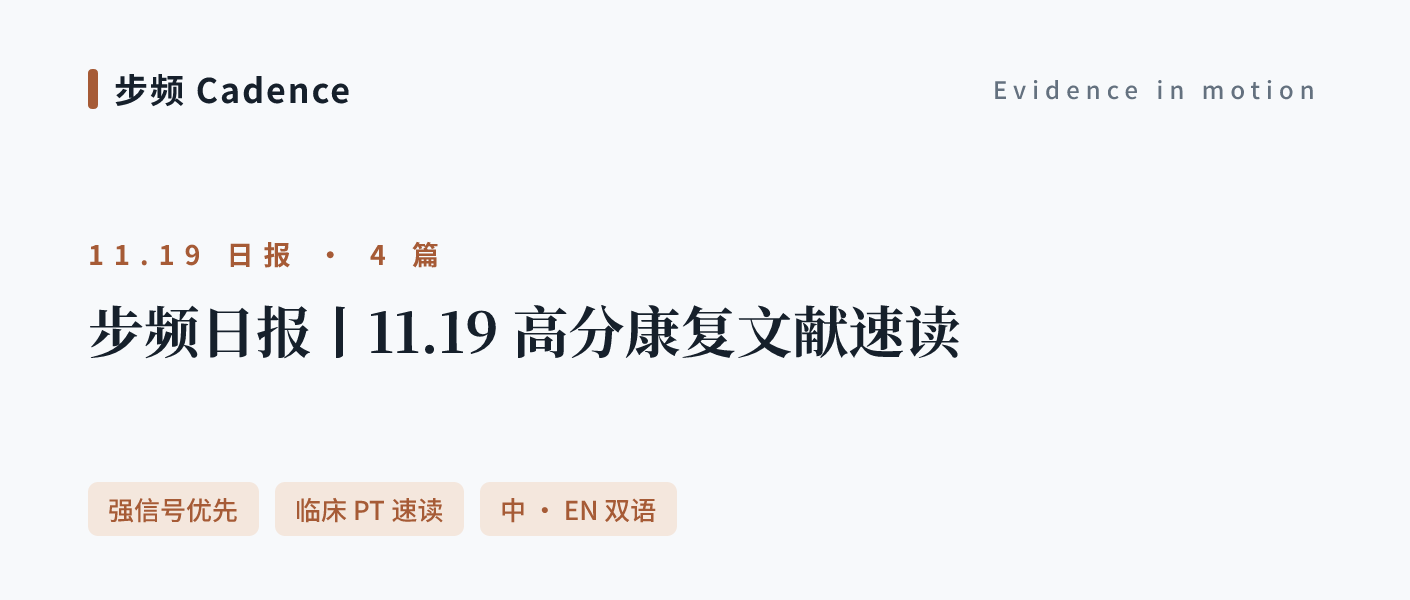 步频 Cadence
Evidence in motion
11.19 日报 · 4 篇
步频日报丨11.19 高分康复文献速读
强信号优先
临床 PT 速读
中 · EN 双语